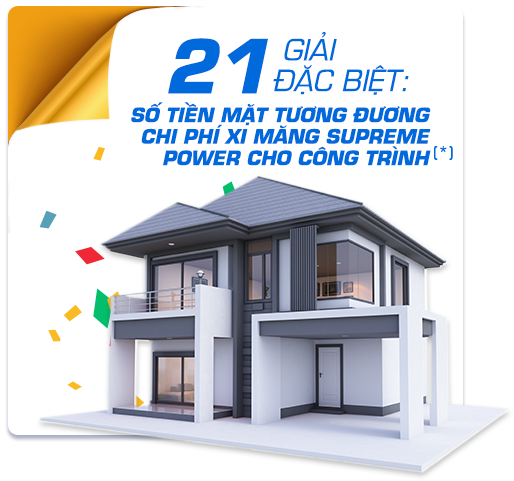 21 GIẢI
ĐẶC BIỆT:
SỐ TIỀN MẶT TƯƠNG ĐƯƠNG
CHI PHÍ XI MĂNG SUPREME
POWER CHO CÔNG TRÌNH(*)